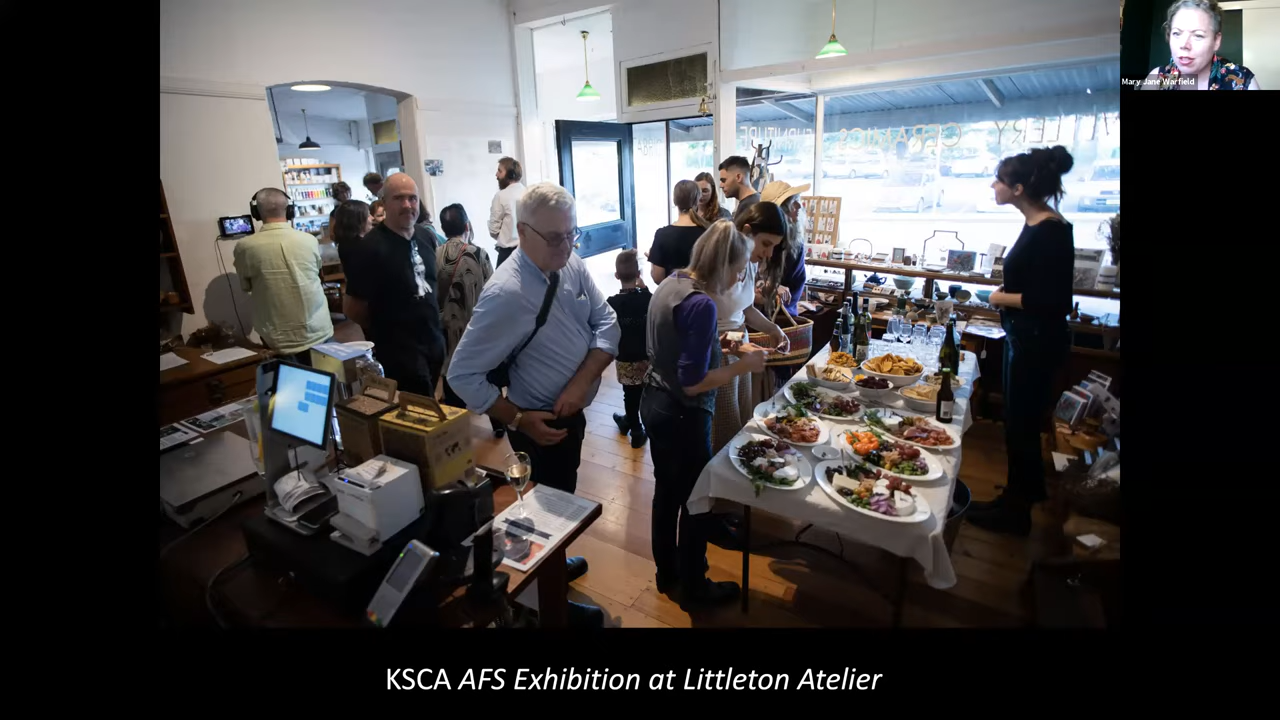 Mary Jane Warfield
FURNITURE
CERAMICS
KSCA AFS Exhibition at Littleton Atelier